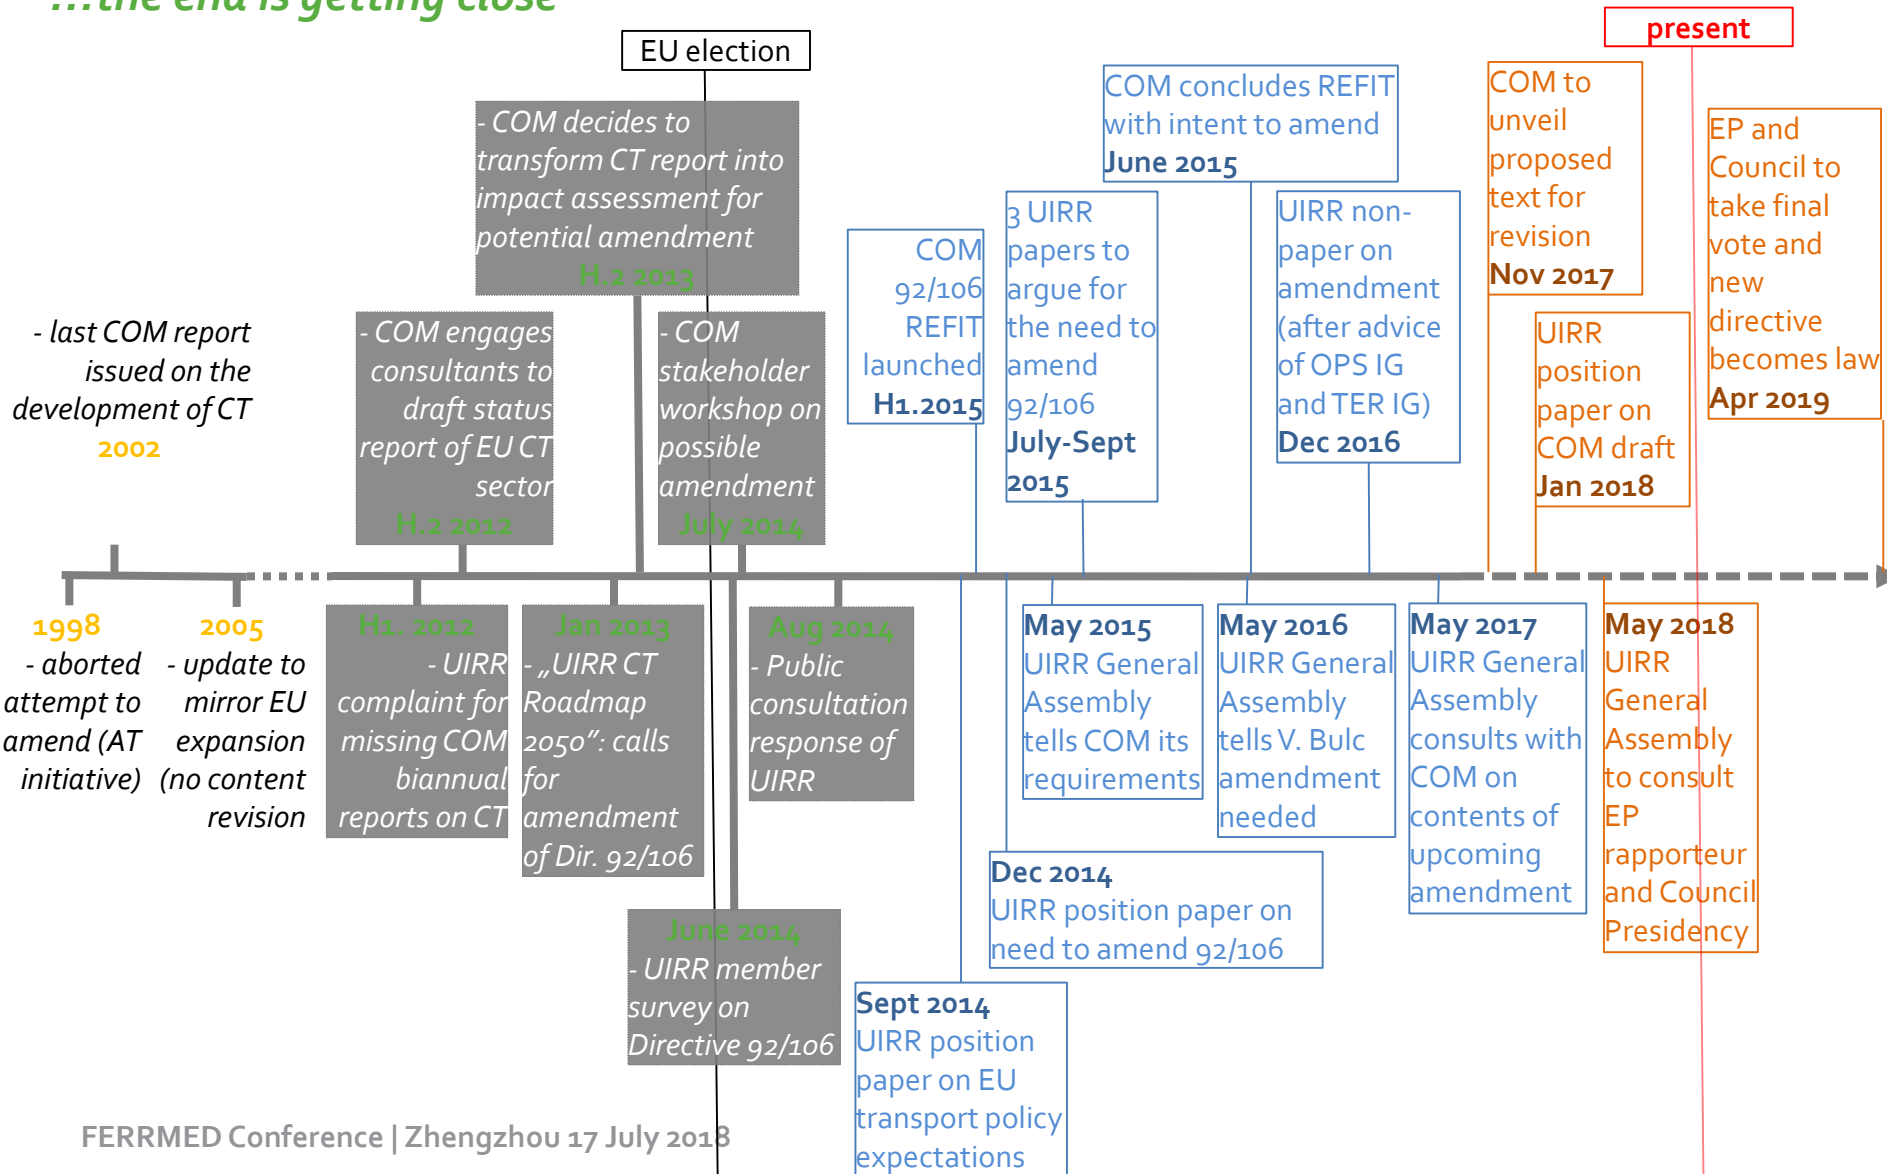 ...the end is getting close
EU election
present
- COM decides to
transform CT report into
impact assessment for
potential amendment
H.2 2013
COM concludes REFIT
with intent to amend
June 2015
COM to
unveil
proposed
text for
revision
Nov 2017
EP and
Council to
take final
vote and
new
directive
becomes law
Apr 2019
- last COM report
issued on the
development of CT
2002
- COM engages
consultants to
draft status
report of EU CT
sector
H.2 2012
- COM
stakeholder
workshop on
possible
amendment
July 2014
COM
92/106
REFIT
launched
H1.2015
3 UIRR
papers to
argue for
the need to
amend
92/106
July-Sept
2015
UIRR non-
paper on
amendment
(after advice
of OPS IG
and TER IG)
Dec 2016
UIRR
position
paper on
COM draft
Jan 2018
1998
- aborted
attempt to
amend (AT
initiative)
2005
- update to
mirror EU
expansion
(no content
revision
H1. 2012
- UIRR
complaint for
missing COM
biannual
reports on CT
Jan 2013
- „UIRR CT
Roadmap
2050”: calls
for
amendment
of Dir. 92/106
Aug 2014
- Public
consultation
response of
UIRR
May 2015
UIRR General
Assembly
tells COM its
requirements
May 2016
UIRR General
Assembly
tells V. Bulc
amendment
needed
May 2017
UIRR General
Assembly
consults with
COM on
contents of
upcoming
amendment
May 2018
UIRR
General
Assembly
to consult
EP
rapporteur
and Council
Presidency
June 2014
- UIRR member
survey on
Directive 92/106
Dec 2014
UIRR position paper on
need to amend 92/106
Sept 2014
UIRR position
paper on EU
transport policy
expectations
FERRMED Conference | Zhengzhou 17 July 2018